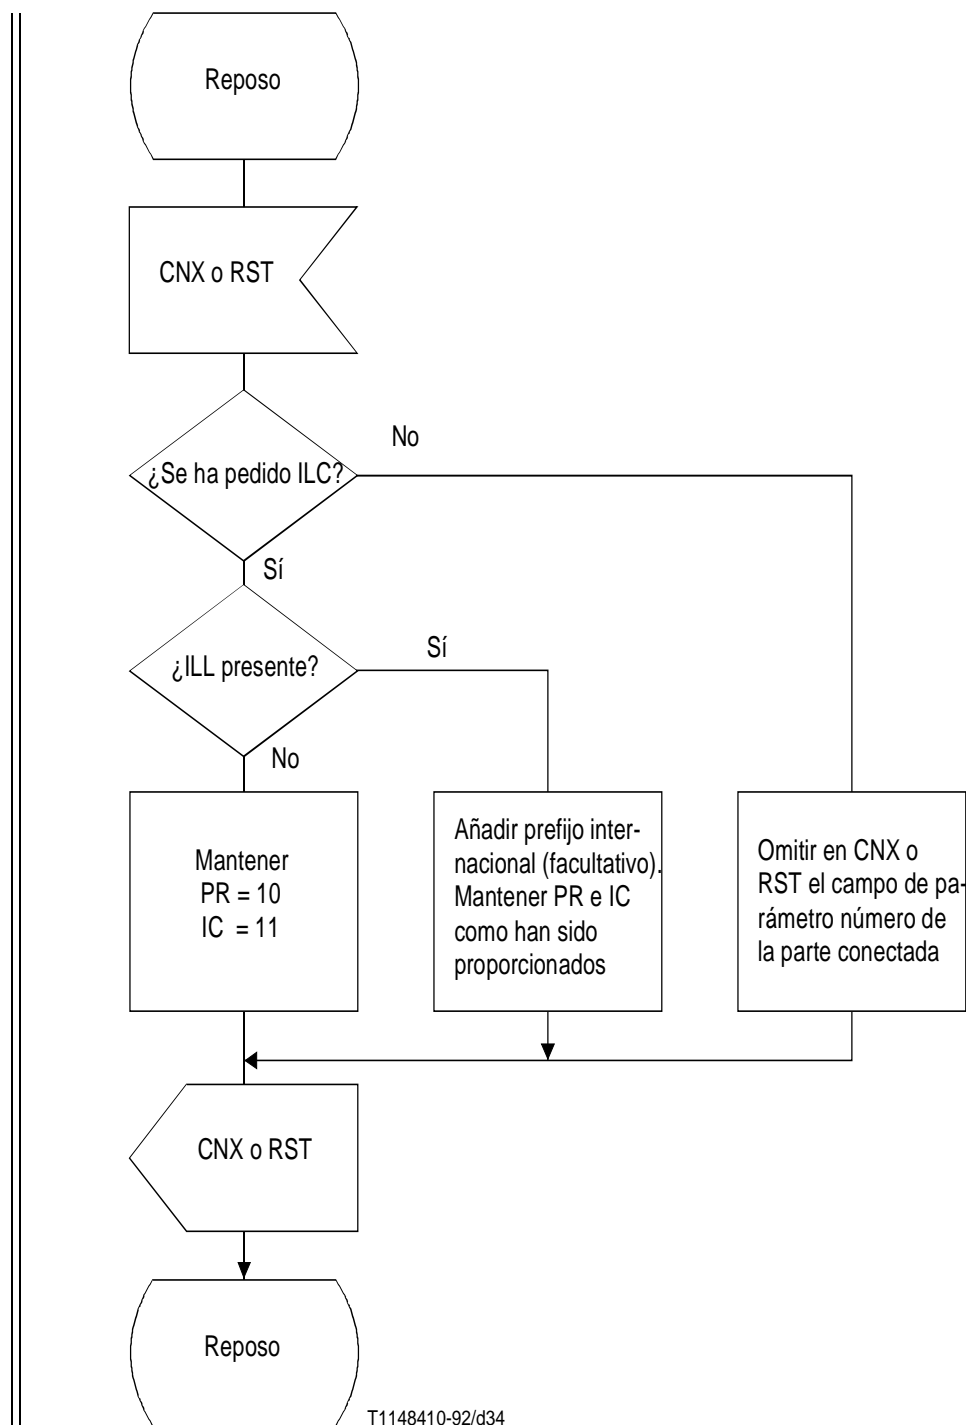 Reposo
CNX o RST
¿Se ha pedido ILC?
No
Sí
¿ILL presente?
Sí
No
Mantener
PR = 10
IC = 11
Añadir prefijo inter-
nacional (facultativo).
Mantener PR e IC
como han sido
proporcionados
Omitir en CNX o
RST el campo de pa-
rámetro número de
la parte conectada
CNX o RST
Reposo
T1148410-92/d34